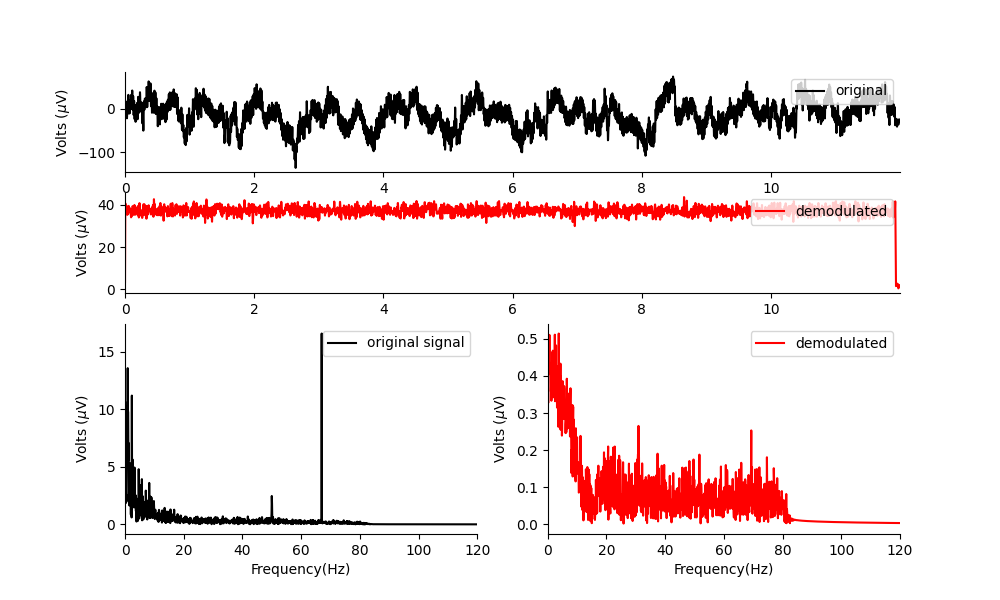 Volts (μV)
0
−100
original
0 2 4 6 8 10
Volts (μV)
40
20
0
demodulated
0 2 4 6 8 10
Volts (μV)
15
10
5
0
original signal
0 20 40 60 80 100 120
Frequency(Hz)
Volts (μV)
0.5
0.4
0.3
0.2
0.1
0.0
demodulated
0 20 40 60 80 100 120
Frequency(Hz)